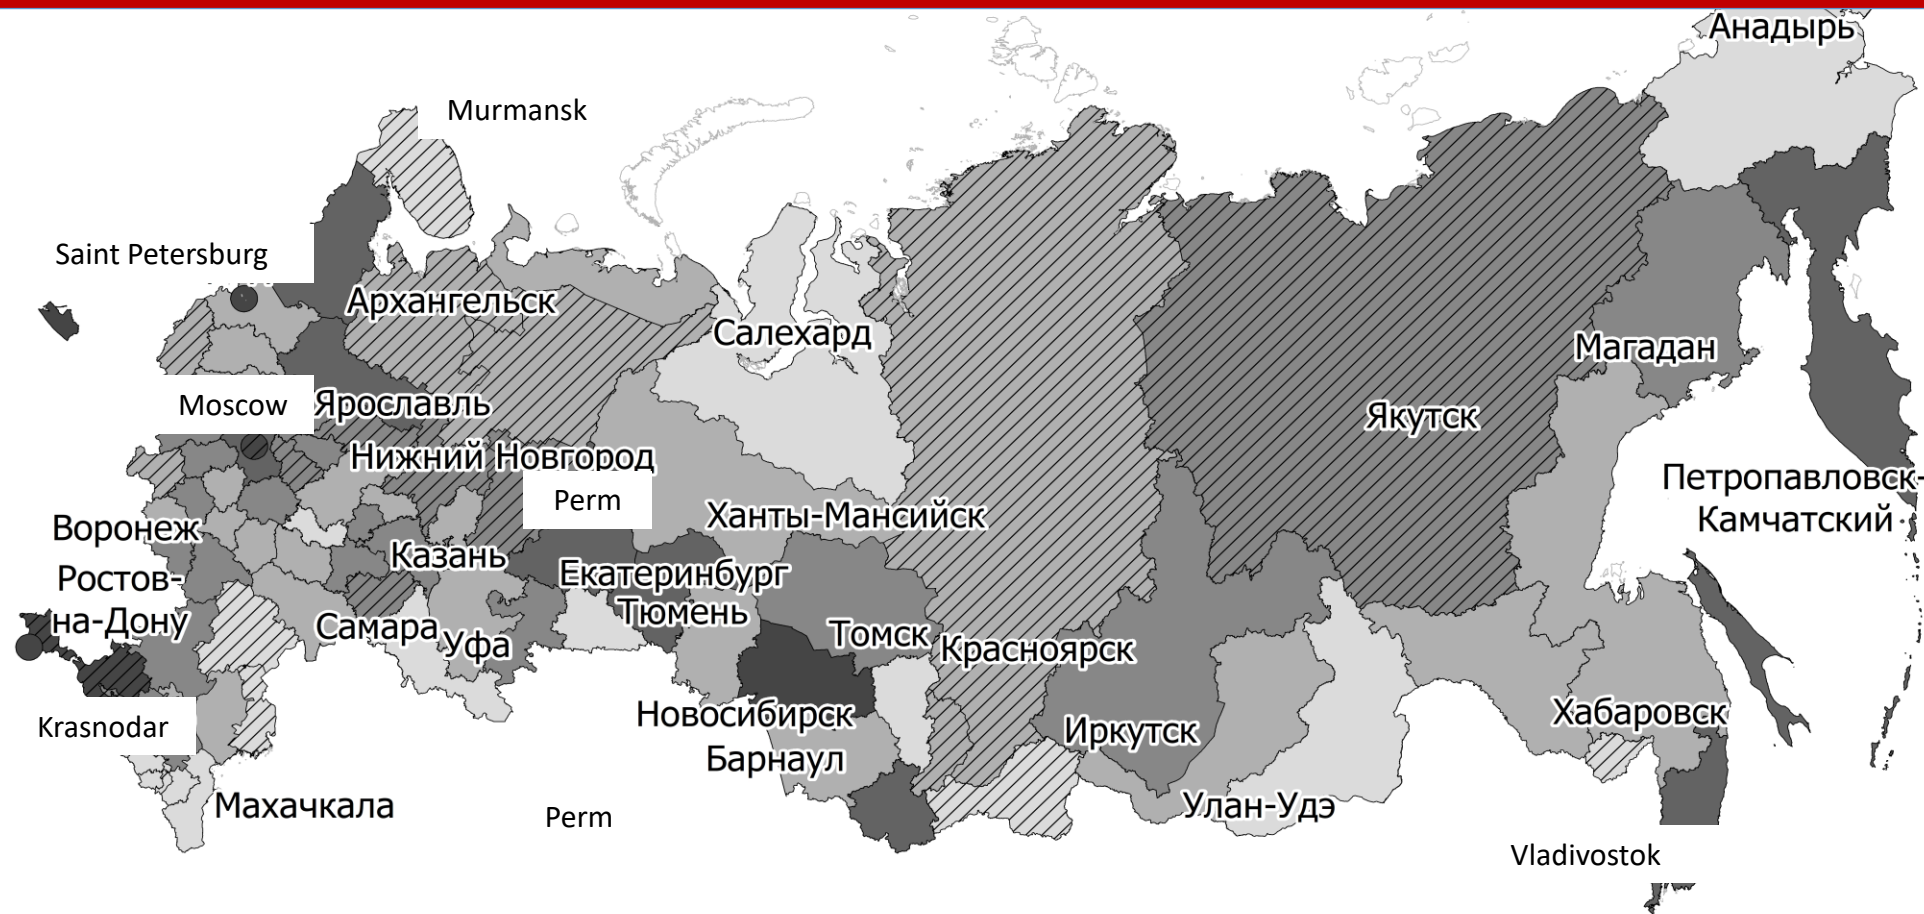 Анадырь
Murmansk
Saint Petersburg
Архангельск
Салехард
Магадан
Moscow
Ярославль
Якутск
Нижний Новгород
Perm
Петропавловск-
Камчатский
Ханты-Мансийск
Воронеж
Казань
Екатеринбург
Ростов-
на-Дону
Тюмень
Самара
Уфа
Томск
Красноярск
Krasnodar
Новосибирск
Иркутск
Хабаровск
Барнаул
Махачкала
Улан-Удэ
Perm
Vladivostok